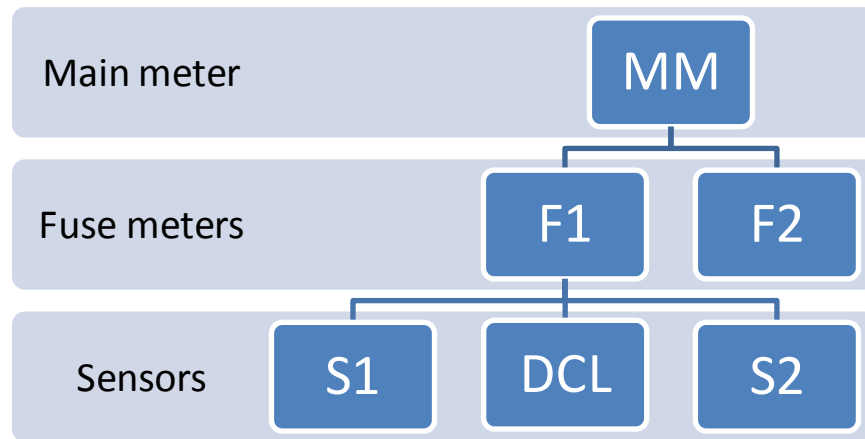 Main meter
MM
Fuse meters
F1
F2
Sensors
S1
DCL
S2